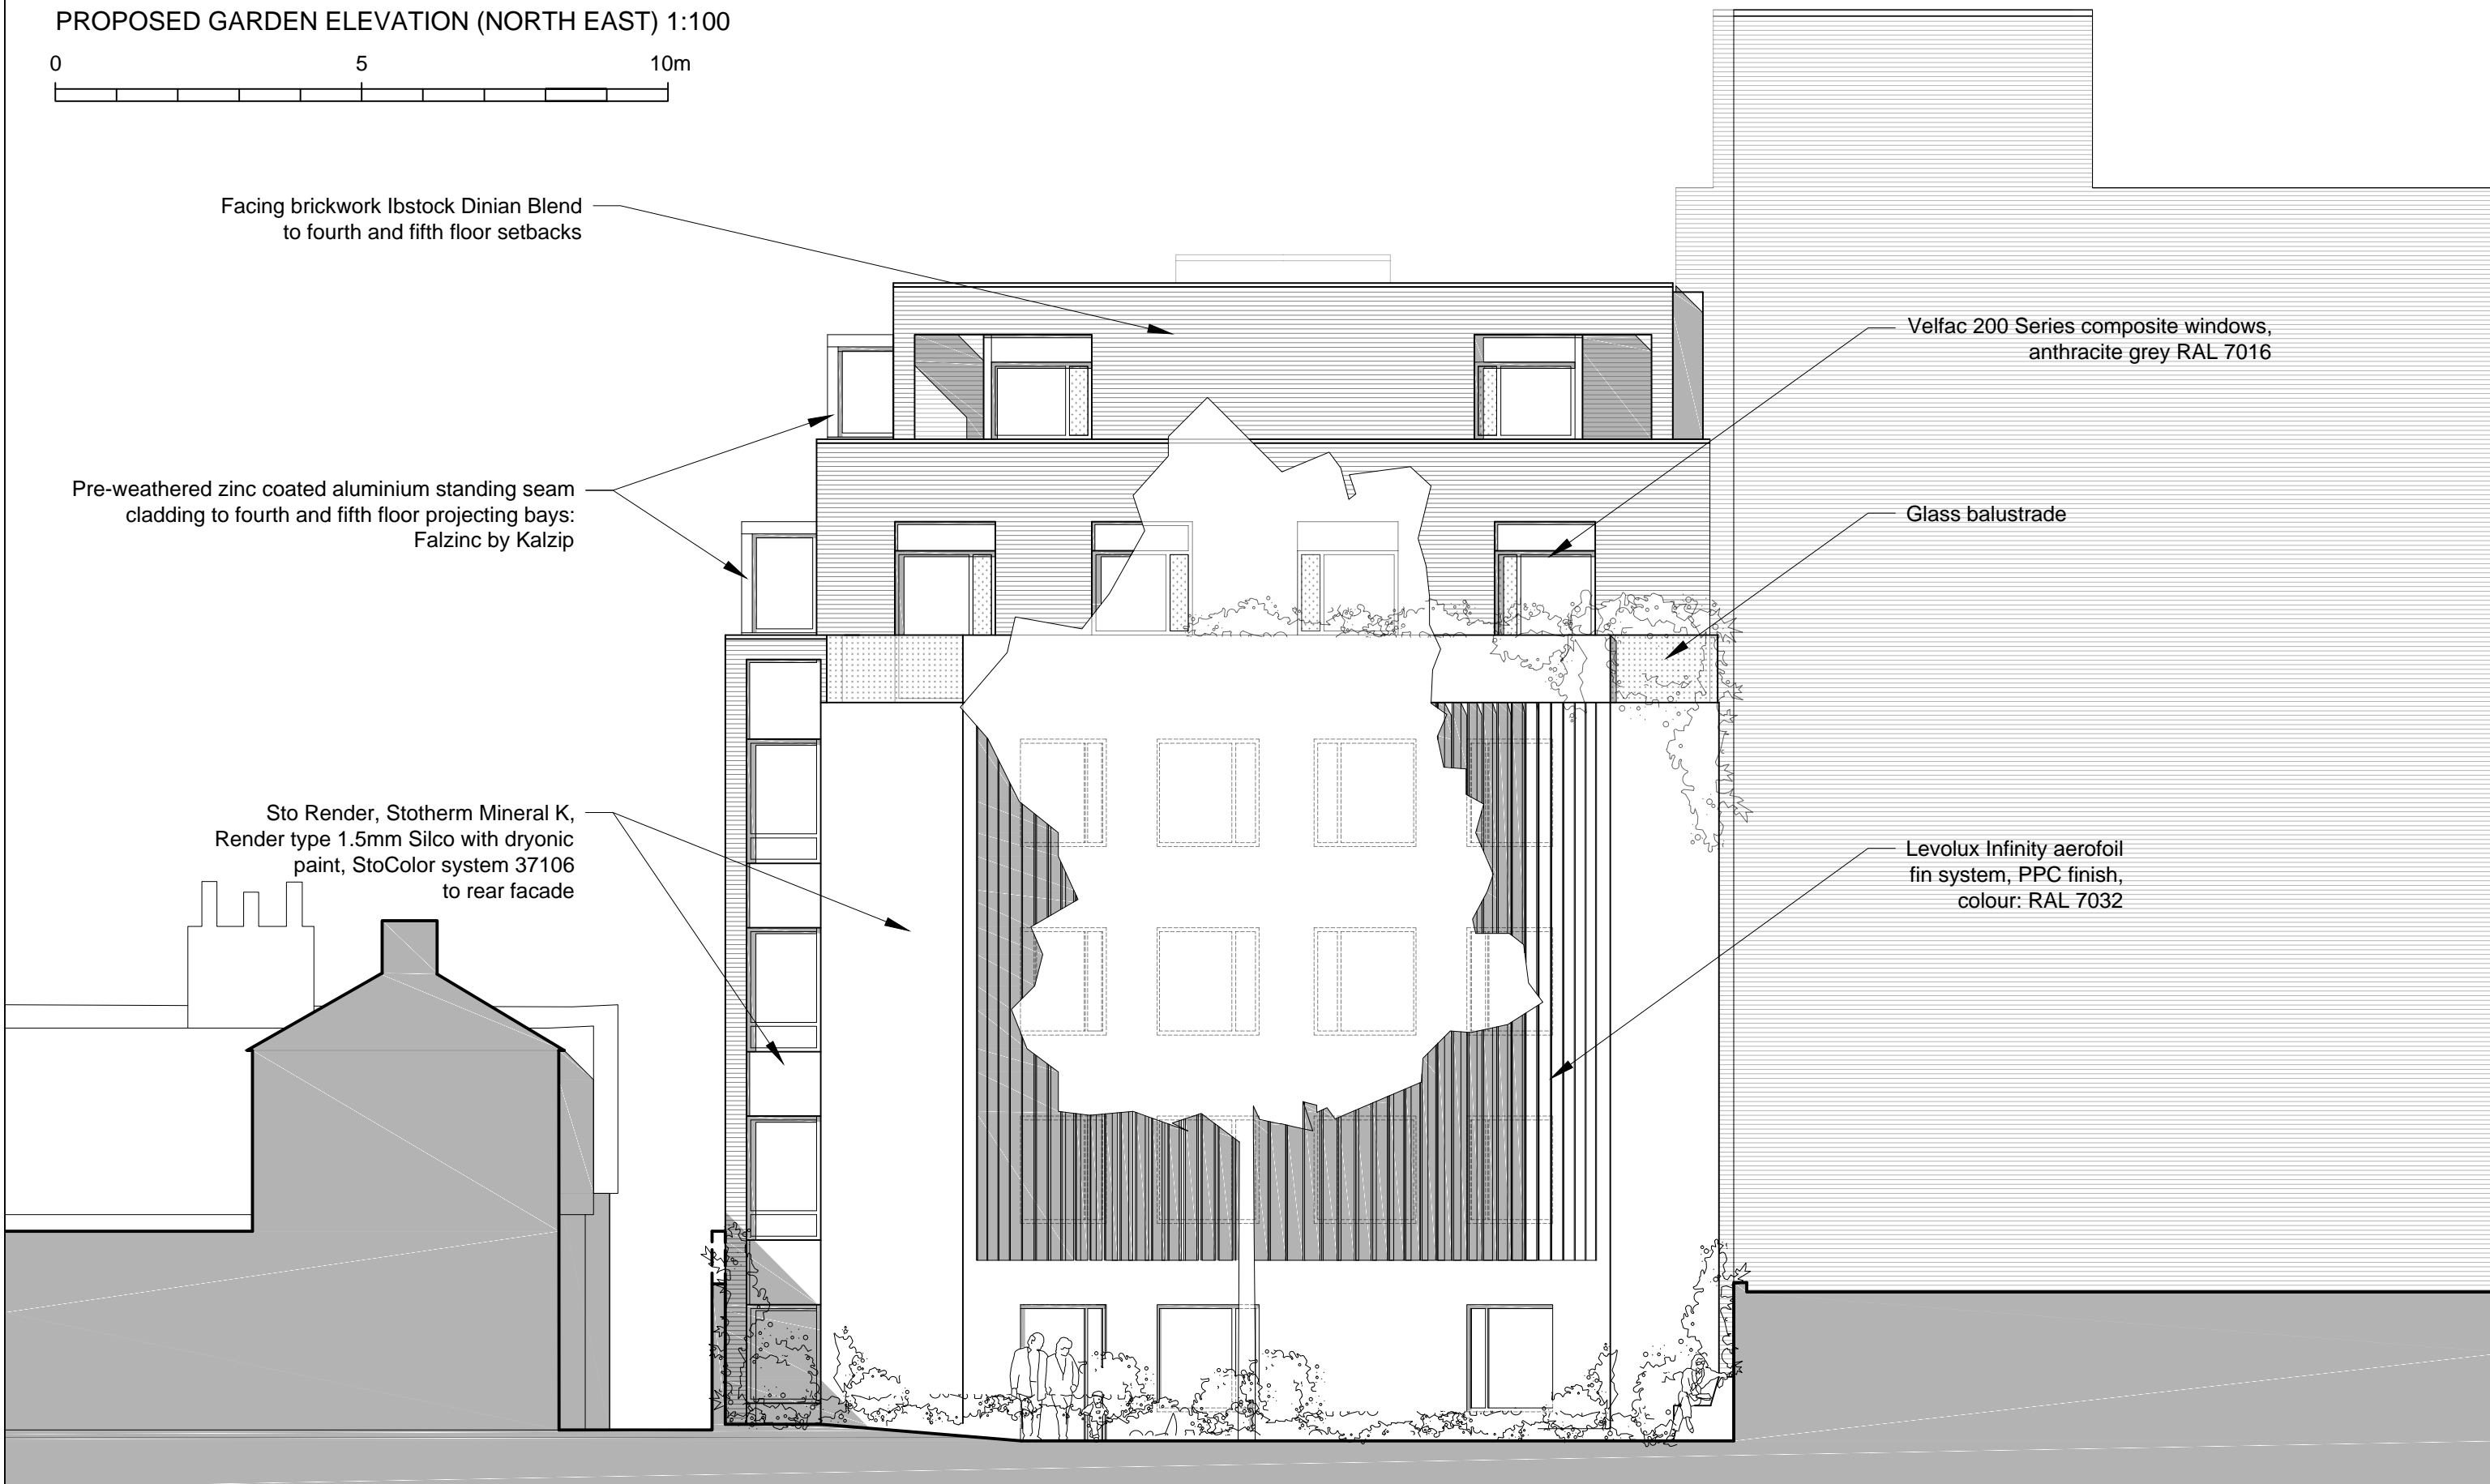 PROPOSED GARDEN ELEVATION (NORTH EAST) 1:100
0 5 10m
Facing brickwork Ibstock Dinian Blend
to fourth and fifth floor setbacks
Velfac 200 Series composite windows,
anthracite grey RAL 7016
Pre-weathered zinc coated aluminium standing seam
cladding to fourth and fifth floor projecting bays:
Falzinc by Kalzip
Glass balustrade
Sto Render, Stotherm Mineral K,
Render type 1.5mm Silco with dryonic
paint, StoColor system 37106
to rear facade
Levolux Infinity aerofoil
fin system, PPC finish,
colour: RAL 7032